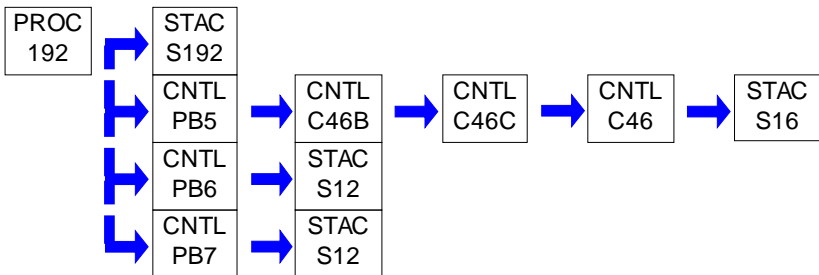 PROC
192
STAC
S192
CNTL
PB5
CNTL
C46B
CNTL
C46C
CNTL
C46
STAC
S16
CNTL
PB6
STAC
S12
CNTL
PB7
STAC
S12